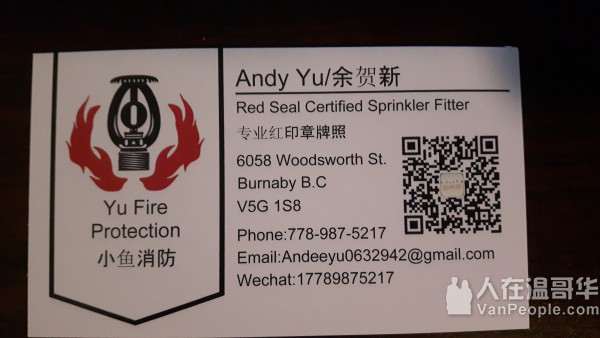 Yu Fire
Protection
小鱼消防
Andy Yu/余贺新
Red Seal Certified Sprinkler Fitter
专业红印章牌照
6058 Woodsworth St.
Burnaby B.C
V5G 1S8
Phone:778-987-5217
Email:Andeeyu0632942@gmail.com
Wechat:17789875217
人在温哥华
VanPeople.com